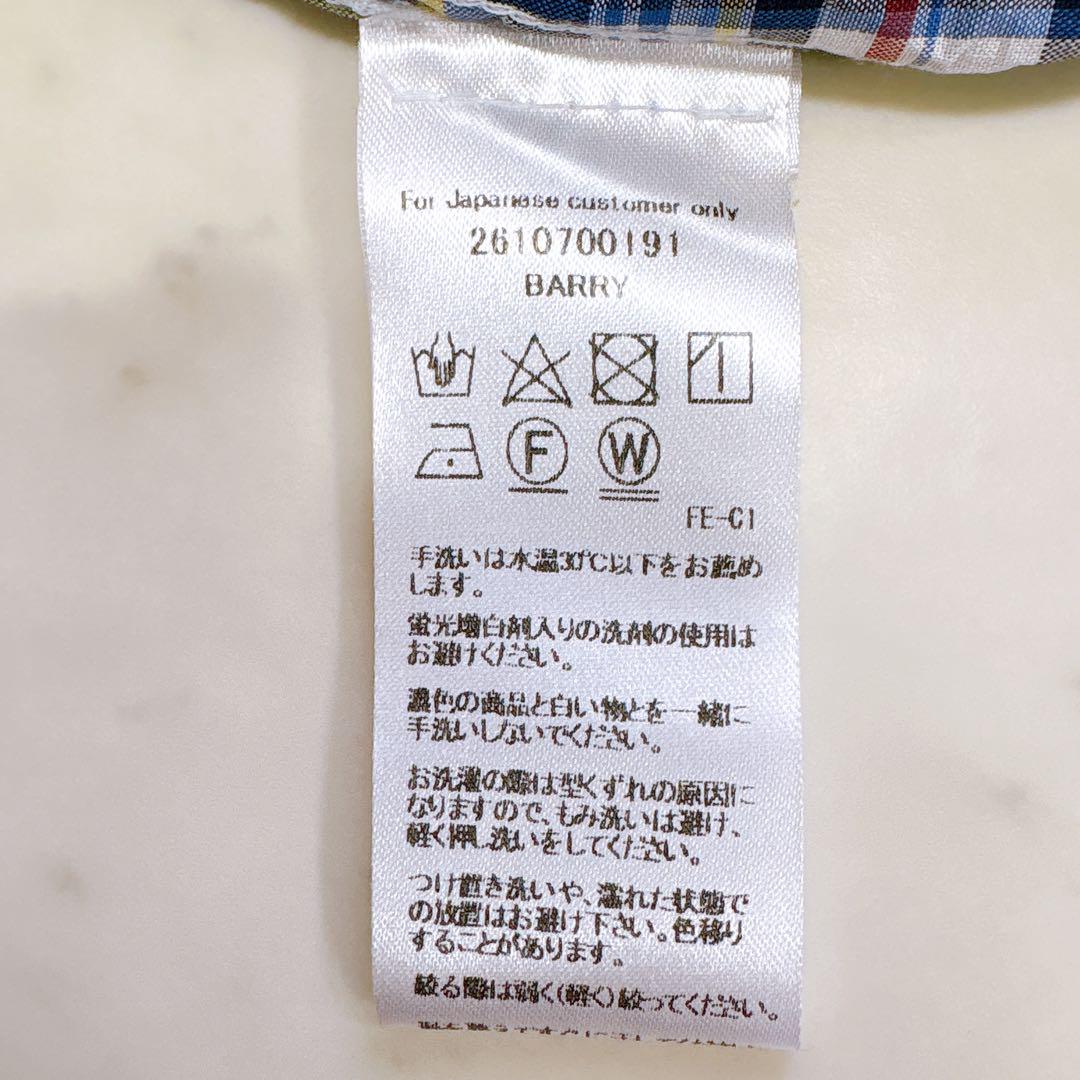 For Japanese customer only
2610700191
BARRY
F W
FE-C1
手洗いは水温30℃以下をお薦め
します。
蛍光増白剤入りの洗剤の使用は
お避けください。
濃色の商品と白い物とを一緒に
手洗いしないでください。
お洗濯の際は型くずれの原因に
なりますので、もみ洗いは避け、
軽く押し洗いをしてください。
つけ置き洗いや、濡れた状態で
の放置はお避け下さい。色移り
することがあります。
絞る際は弱く(軽く)絞ってください。